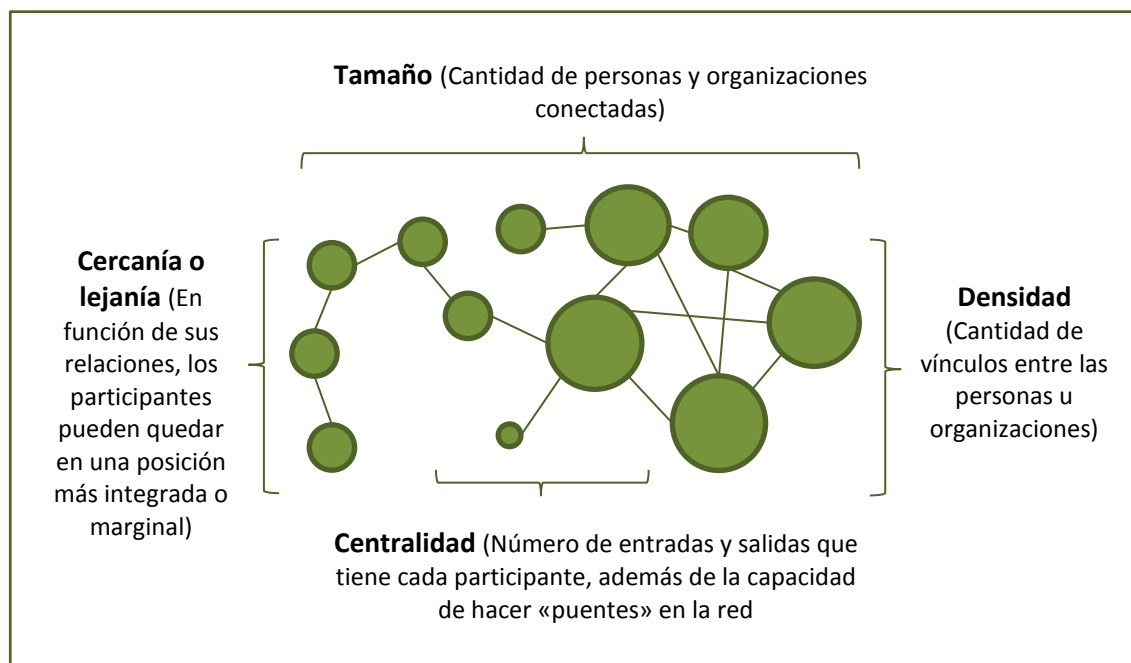 Tamaño (Cantidad de personas y organizaciones
conectadas)
Cercanía o
lejanía (En
función de sus
relaciones, los
participantes
pueden quedar
en una posición
más integrada o
marginal)
Densidad
(Cantidad de
vínculos entre las
personas u
organizaciones)
Centralidad (Número de entradas y salidas que
tiene cada participante, además de la capacidad
de hacer «puentes» en la red